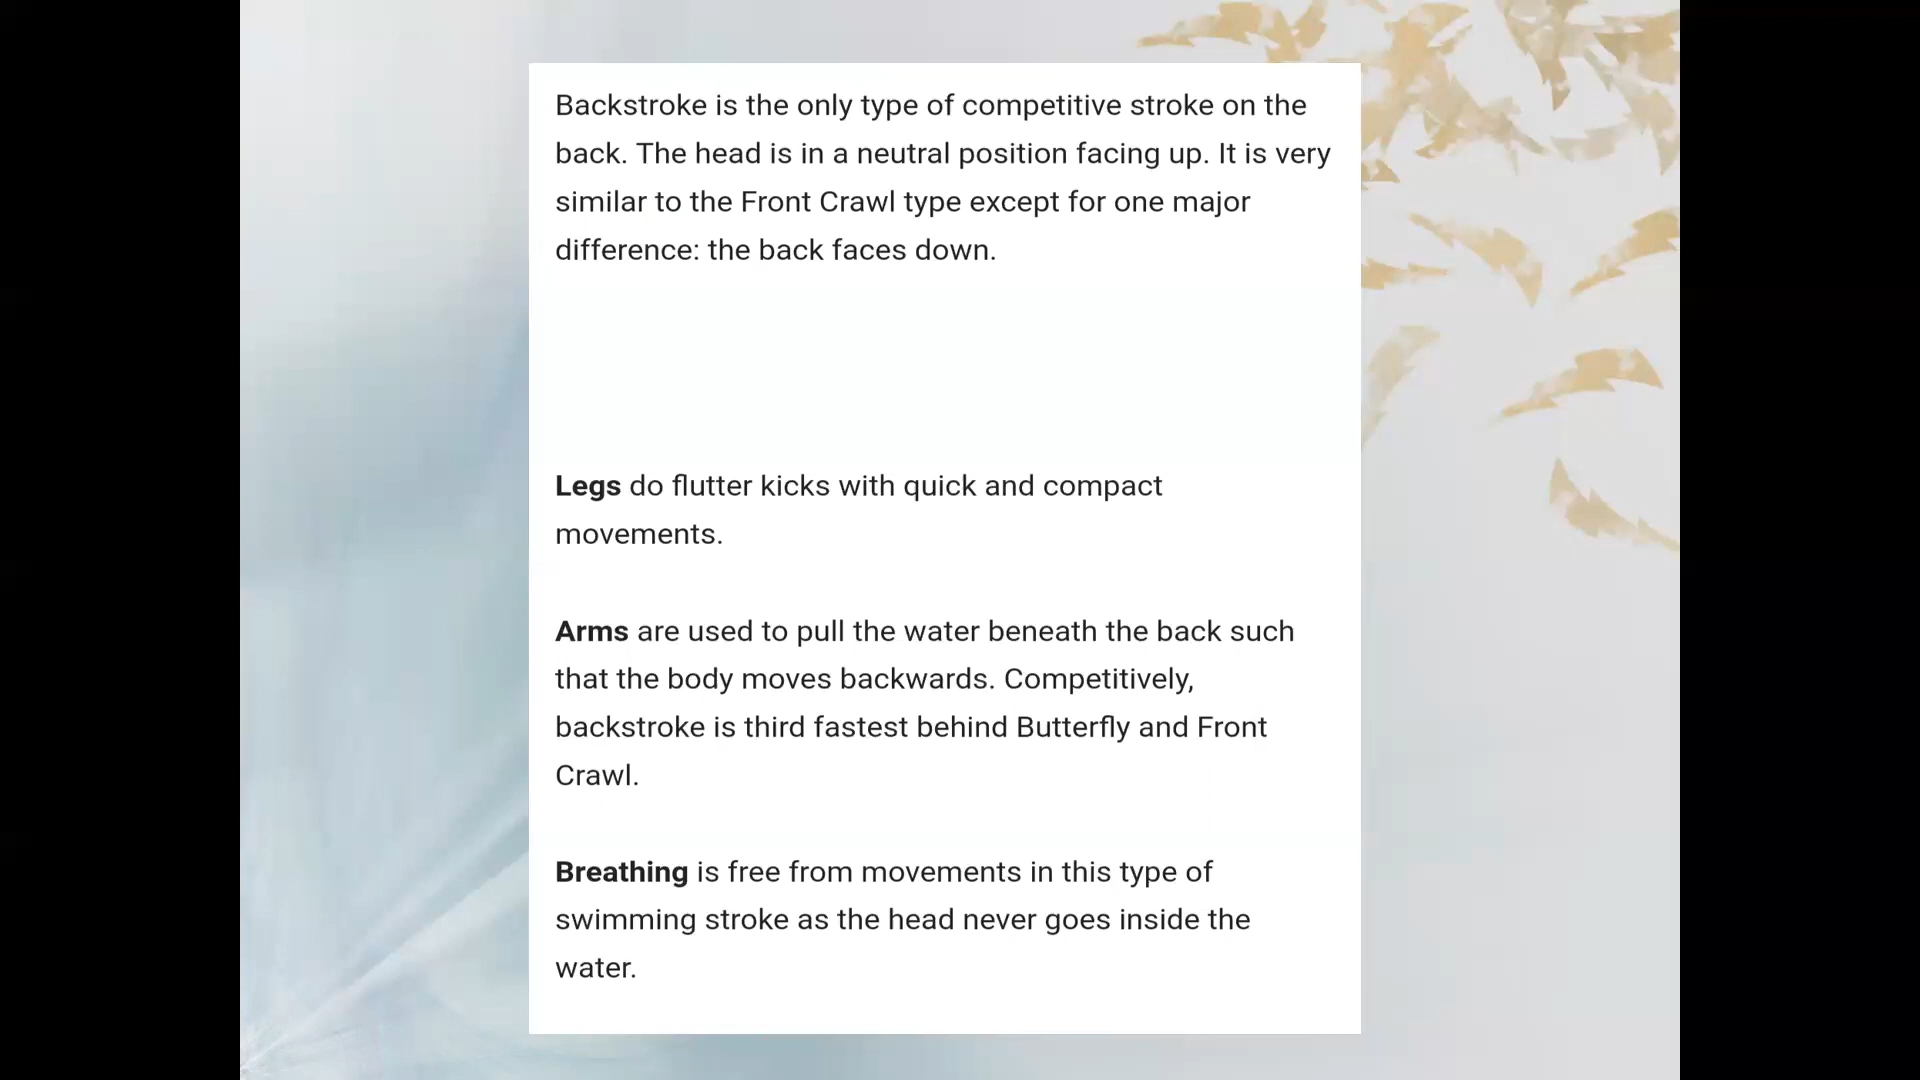 Backstroke is the only type of competitive stroke on the
back. The head is in a neutral position facing up. It is very
similar to the Front Crawl type except for one major
difference: the back faces down.
Legs do flutter kicks with quick and compact
movements.
Arms are used to pull the water beneath the back such
that the body moves backwards. Competitively,
backstroke is third fastest behind Butterfly and Front
Crawl.
Breathing is free from movements in this type of
swimming stroke as the head never goes inside the
water.